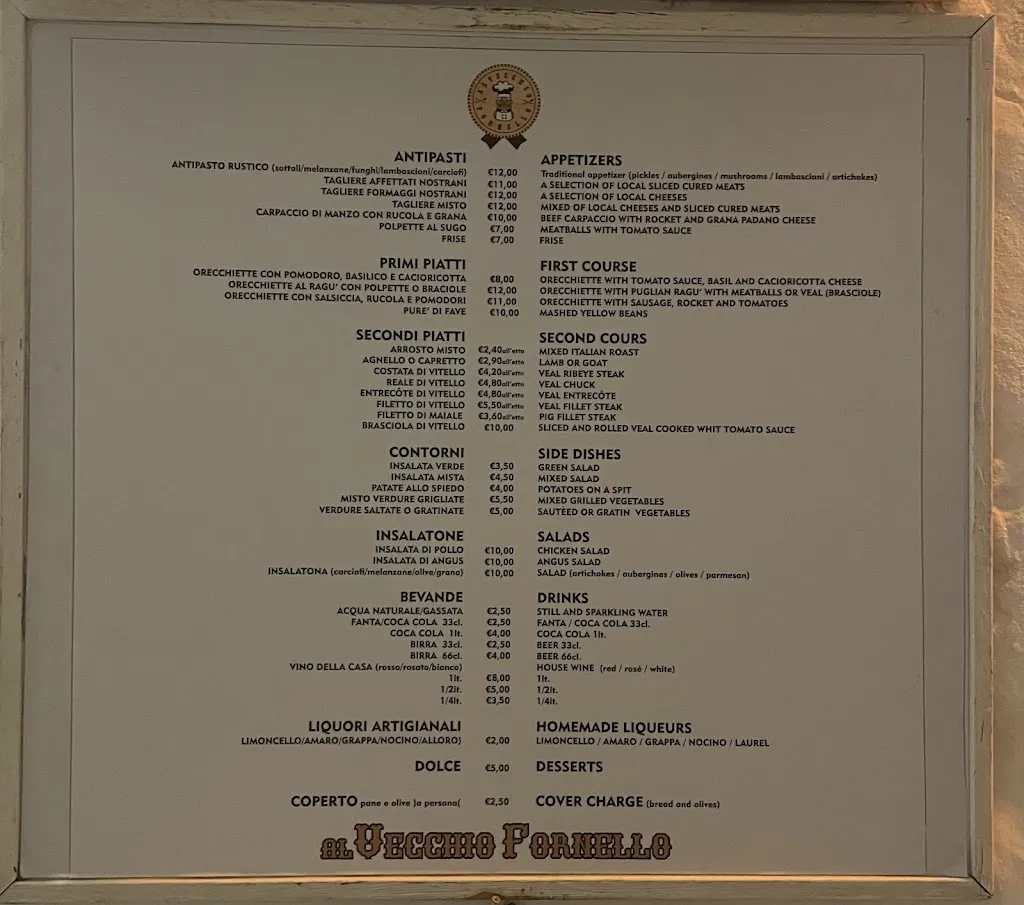 AL VECCHIO FORNELLO
ANTIPASTI APPETIZERS
ANTIPASTO RUSTICO (sottoli/melanzane/funghi/lambascioni/carciofi) €12,00 Traditional appetizer (pickles / aubergines / mushrooms / lambasciani / artichokes)
TAGLIERE AFFETTATI NOSTRANI €11,00 A SELECTION OF LOCAL SLICED CURED MEATS
TAGLIERE FORMAGGI NOSTRANI €12,00 A SELECTION OF LOCAL CHEESES
TAGLIERE MISTO €12,00 MIXED OF LOCAL CHEESES AND SLICED CURED MEATS
CARPACCIO DI MANZO CON RUCOLA E GRANA €10,00 BEEF CARPACCIO WITH ROCKET AND GRANA PADANO CHEESE
POLPETTE AL SUGO €7,00 MEATBALLS WITH TOMATO SAUCE
FRISE €7,00 FRISE
PRIMI PIATTI FIRST COURSE
ORECCHIETTE CON POMODORO, BASILICO E CACIORICOTTA €8,00 ORECCHIETTE WITH TOMATO SAUCE, BASIL AND CACIORICOTTA CHEESE
ORECCHIETTE AL RAGU' CON POLPETTE O BRACIOLE €12,00 ORECCHIETTE WITH PUGLIAN RAGU' WITH MEATBALLS OR VEAL (BRASCIOLE)
ORECCHIETTE CON SALSICCIA, RUCOLA E POMODORI €11,00 ORECCHIETTE WITH SAUSAGE, ROCKET AND TOMATOES
PURE' DI FAVE €10,00 MASHED YELLOW BEANS
SECONDI PIATTI SECOND COURS
ARROSTO MISTO €2,40all'etto MIXED ITALIAN ROAST
AGNELLO O CAPRETTO €2,90all'etto LAMB OR GOAT
COSTATA DI VITELLO €4,20all'etto VEAL RIBEYE STEAK
REALE DI VITELLO €4,80all'etto VEAL CHUCK
ENTRECÔTE DI VITELLO €4,80all'etto VEAL ENTRECÔTE
FILETTO DI VITELLO €5,50all'etto VEAL FILLET STEAK
FILETTO DI MAIALE €3,60all'etto PIG FILLET STEAK
BRASCIOLA DI VITELLO €10,00 SLICED AND ROLLED VEAL COOKED WHIT TOMATO SAUCE
CONTORNI SIDE DISHES
INSALATA VERDE €3,50 GREEN SALAD
INSALATA MISTA €4,50 MIXED SALAD
PATATE ALLO SPIEDO €4,00 POTATOES ON A SPIT
MISTO VERDURE GRIGLIATE €5,50 MIXED GRILLED VEGETABLES
VERDURE SALTATE O GRATINATE €5,00 SAUTÈED OR GRATIN VEGETABLES
INSALATONE SALADS
INSALATA DI POLLO €10,00 CHICKEN SALAD
INSALATA DI ANGUS €10,00 ANGUS SALAD
INSALATONA (carciofi/melanzane/olive/grana) €10,00 SALAD (artichokes / aubergines / olives / parmesan)
BEVANDE DRINKS
ACQUA NATURALE/GASSATA €2,50 STILL AND SPARKLING WATER
FANTA/COCA COLA 33cl. €2,50 FANTA / COCA COLA 33cl.
COCA COLA 1lt. €4,00 COCA COLA 1lt.
BIRRA 33cl. €2,50 BEER 33cl.
BIRRA 66cl. €4,00 BEER 66cl.
VINO DELLA CASA (rosso/rosato/bianco) HOUSE WINE (red / rosé / white)
1lt. €8,00 1lt.
1/2lt. €5,00 1/2lt.
1/4lt. €3,50 1/4lt.
LIQUORI ARTIGIANALI HOMEMADE LIQUEURS
LIMONCELLO/AMARO/GRAPPA/NOCINO/ALLORO) €2,00 LIMONCELLO / AMARO / GRAPPA / NOCINO / LAUREL
DOLCE €5,00 DESSERTS
COPERTO pane e olive )a persona( €2,50 COVER CHARGE (bread and olives)
AL VECCHIO FORNELLO